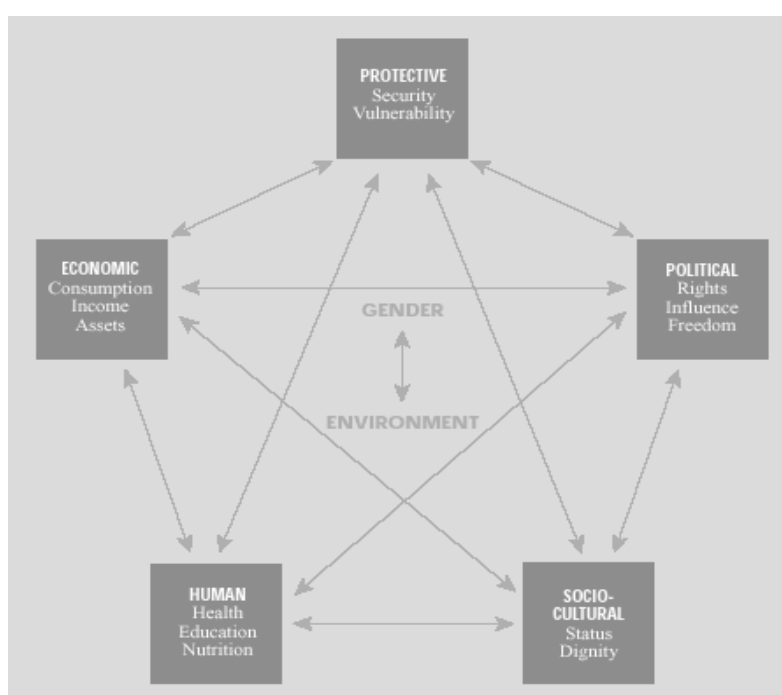 PROTECTIVE
Security
Vulnerability
ECONOMIC
Consumption
Income
Assets
POLITICAL
Rights
Influence
Freedom
GENDER
ENVIRONMENT
HUMAN
Health
Education
Nutrition
SOCIO-
CULTURAL
Status
Dignity